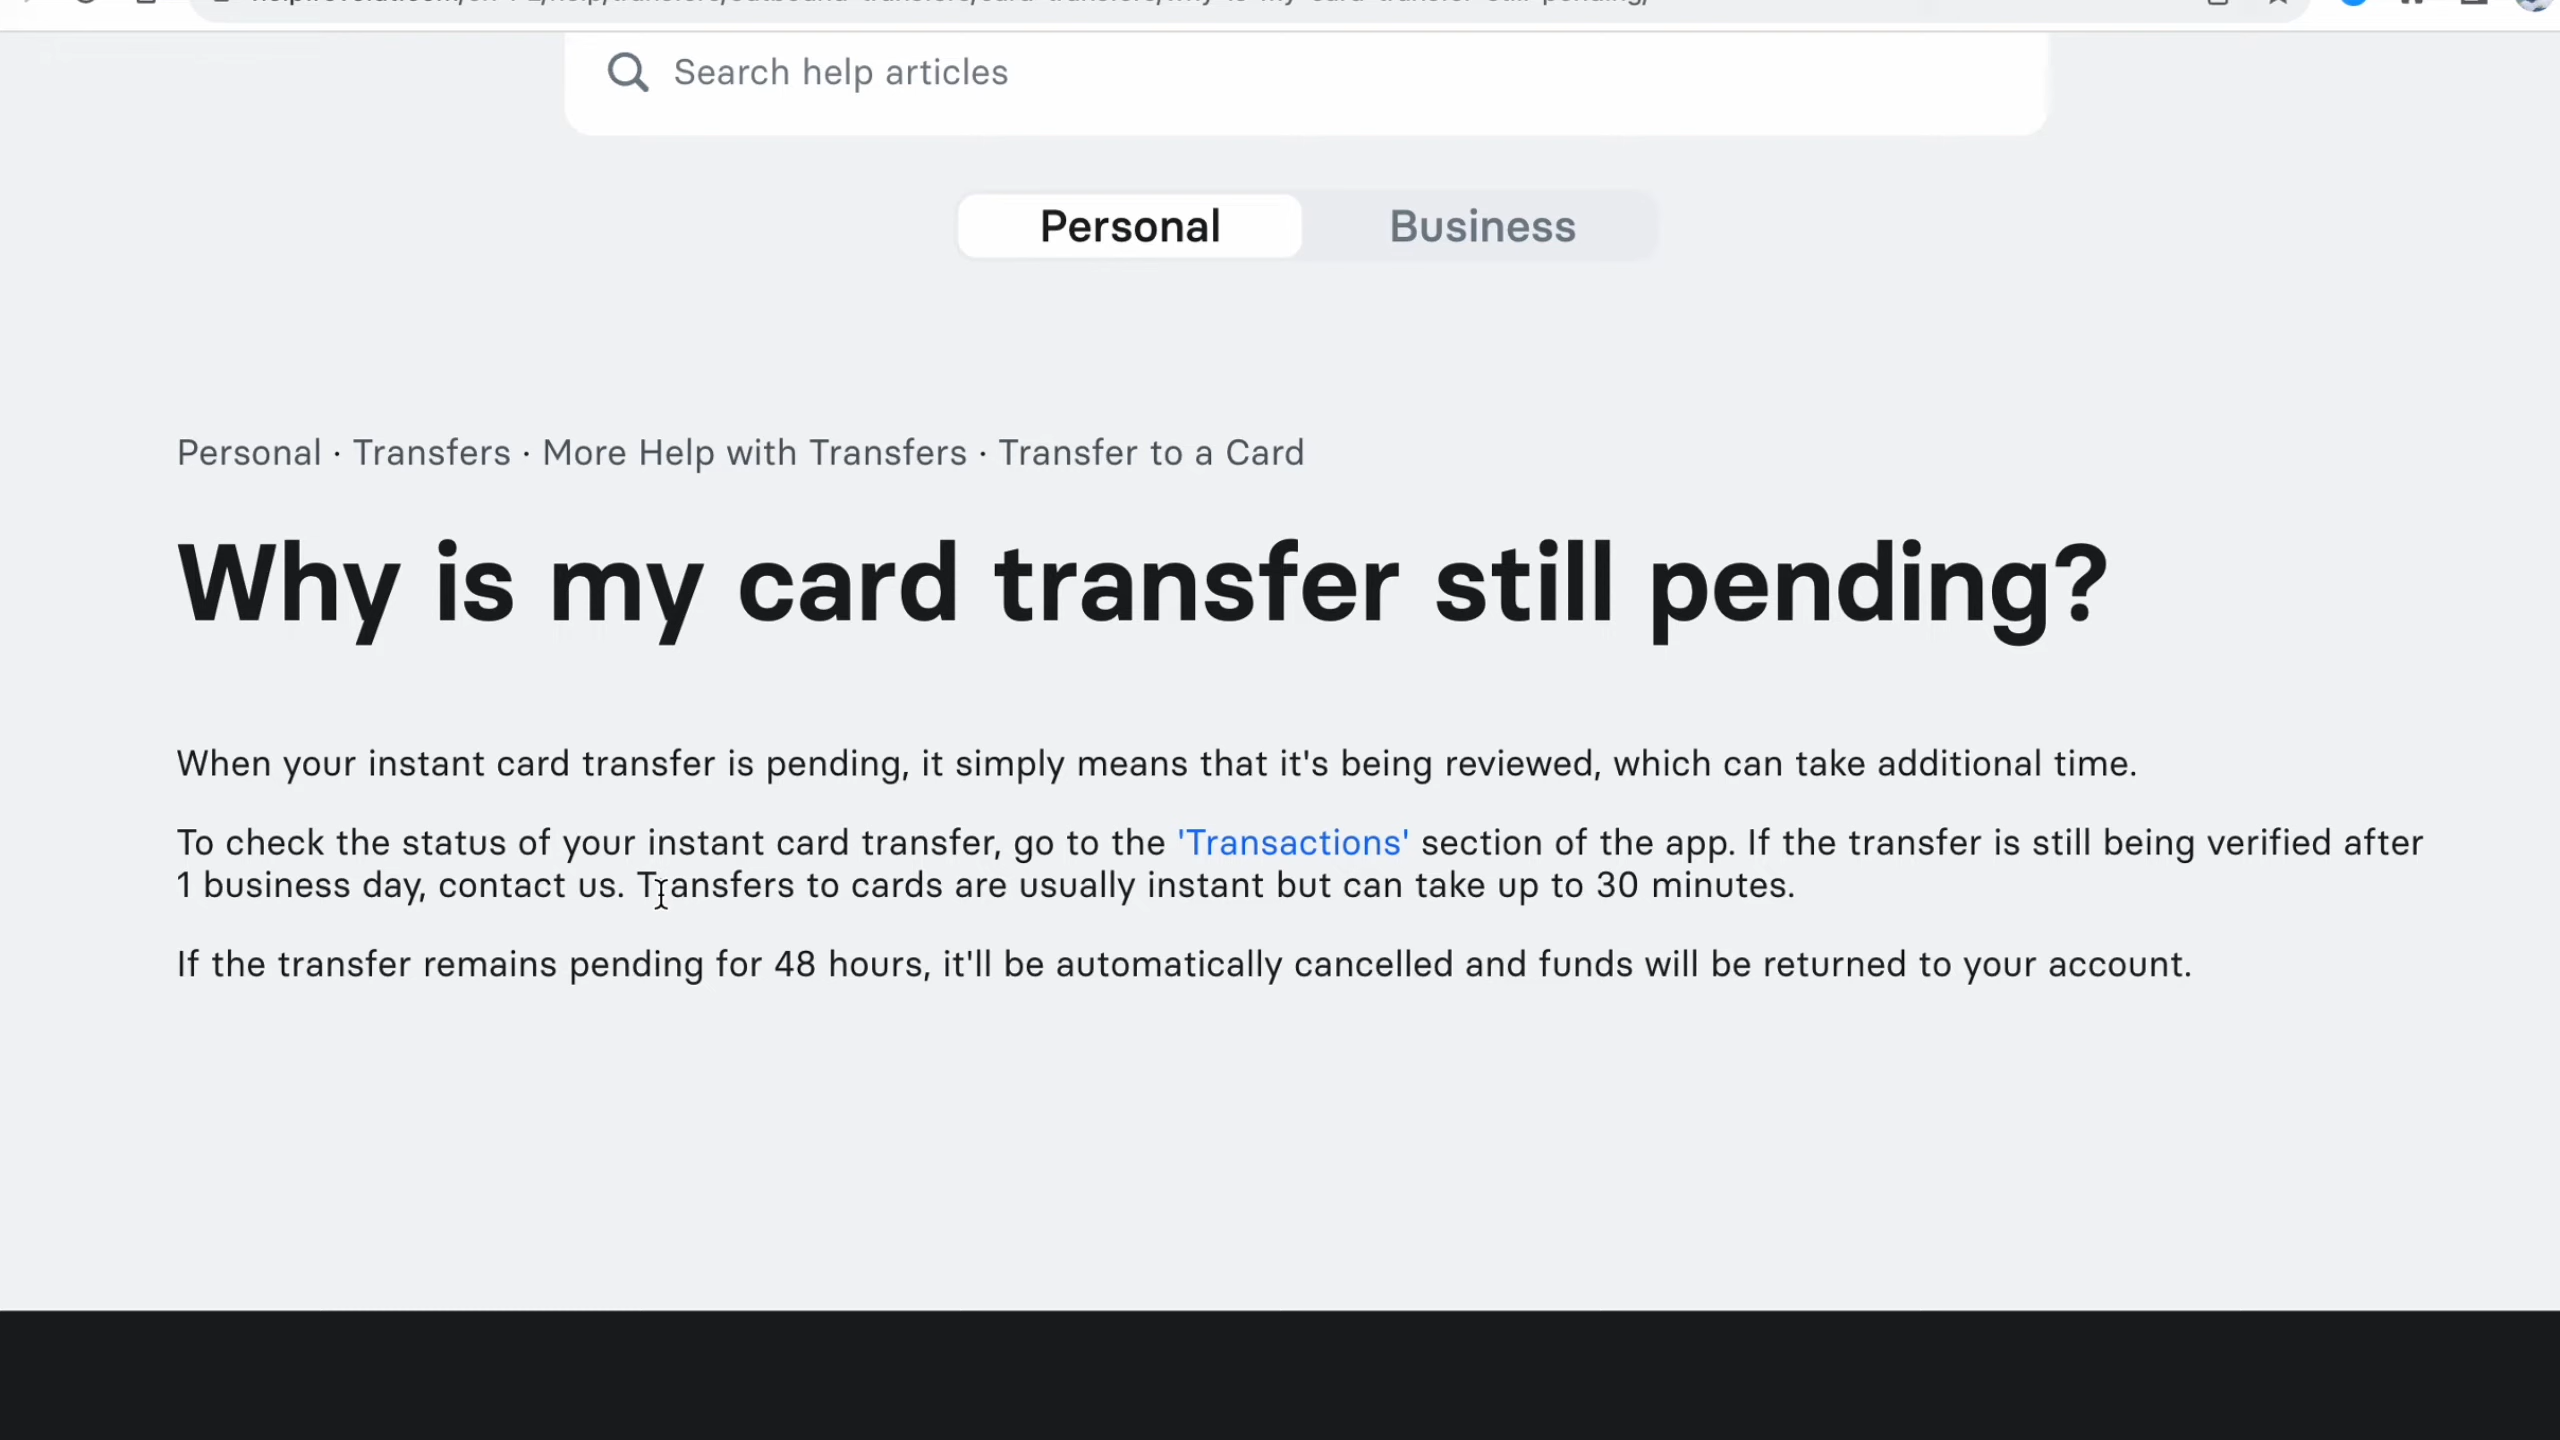 Search help articles
Personal
Business
Personal · Transfers · More Help with Transfers · Transfer to a Card
Why is my card transfer still pending?
When your instant card transfer is pending, it simply means that it's being reviewed, which can take additional time.
To check the status of your instant card transfer, go to the 'Transactions' section of the app. If the transfer is still being verified after
1 business day, contact us. Transfers to cards are usually instant but can take up to 30 minutes.
If the transfer remains pending for 48 hours, it'll be automatically cancelled and funds will be returned to your account.